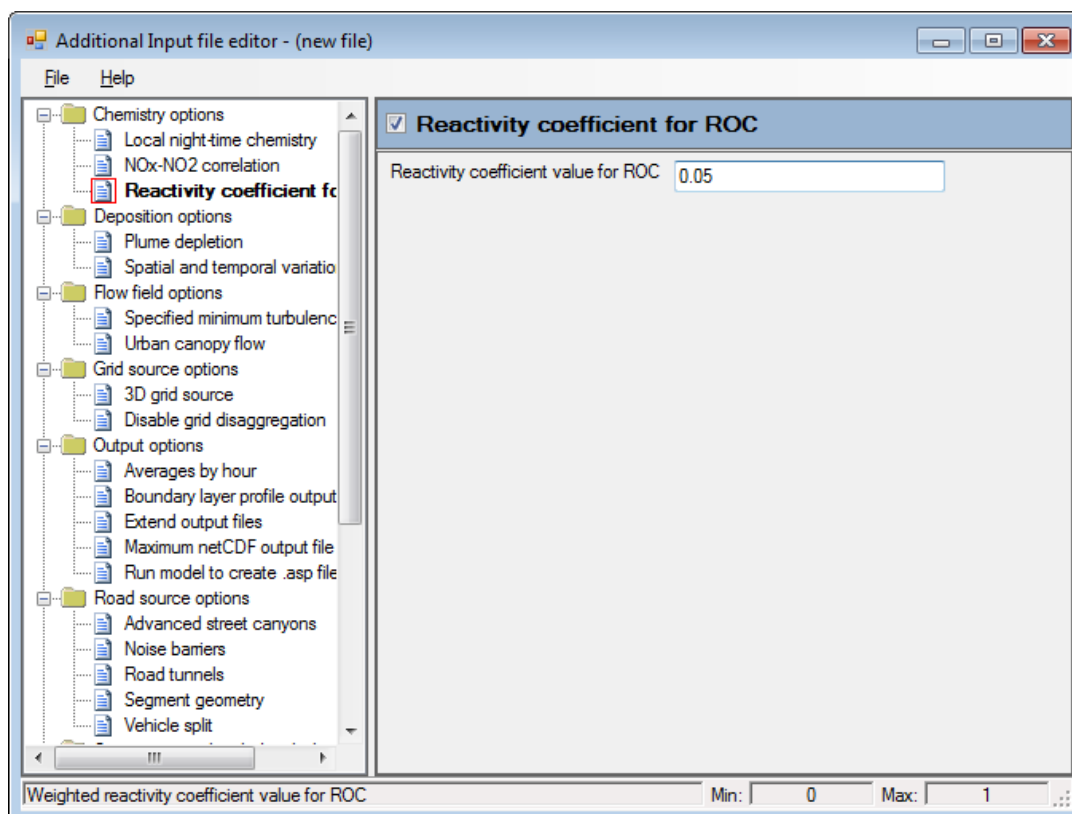 Additional Input file editor - (new file)
File Help
Chemistry options
Local night-time chemistry
NOx-NO2 correlation
Reactivity coefficient fo
Deposition options
Plume depletion
Spatial and temporal variatio
Flow field options
Specified minimum turbulenc
Urban canopy flow
Grid source options
3D grid source
Disable grid disaggregation
Output options
Averages by hour
Boundary layer profile output
Extend output files
Maximum netCDF output file
Run model to create .asp file
Road source options
Advanced street canyons
Noise barriers
Road tunnels
Segment geometry
Vehicle split
Reactivity coefficient for ROC
Reactivity coefficient value for ROC 0.05
Weighted reactivity coefficient value for ROC Min: 0 Max: 1